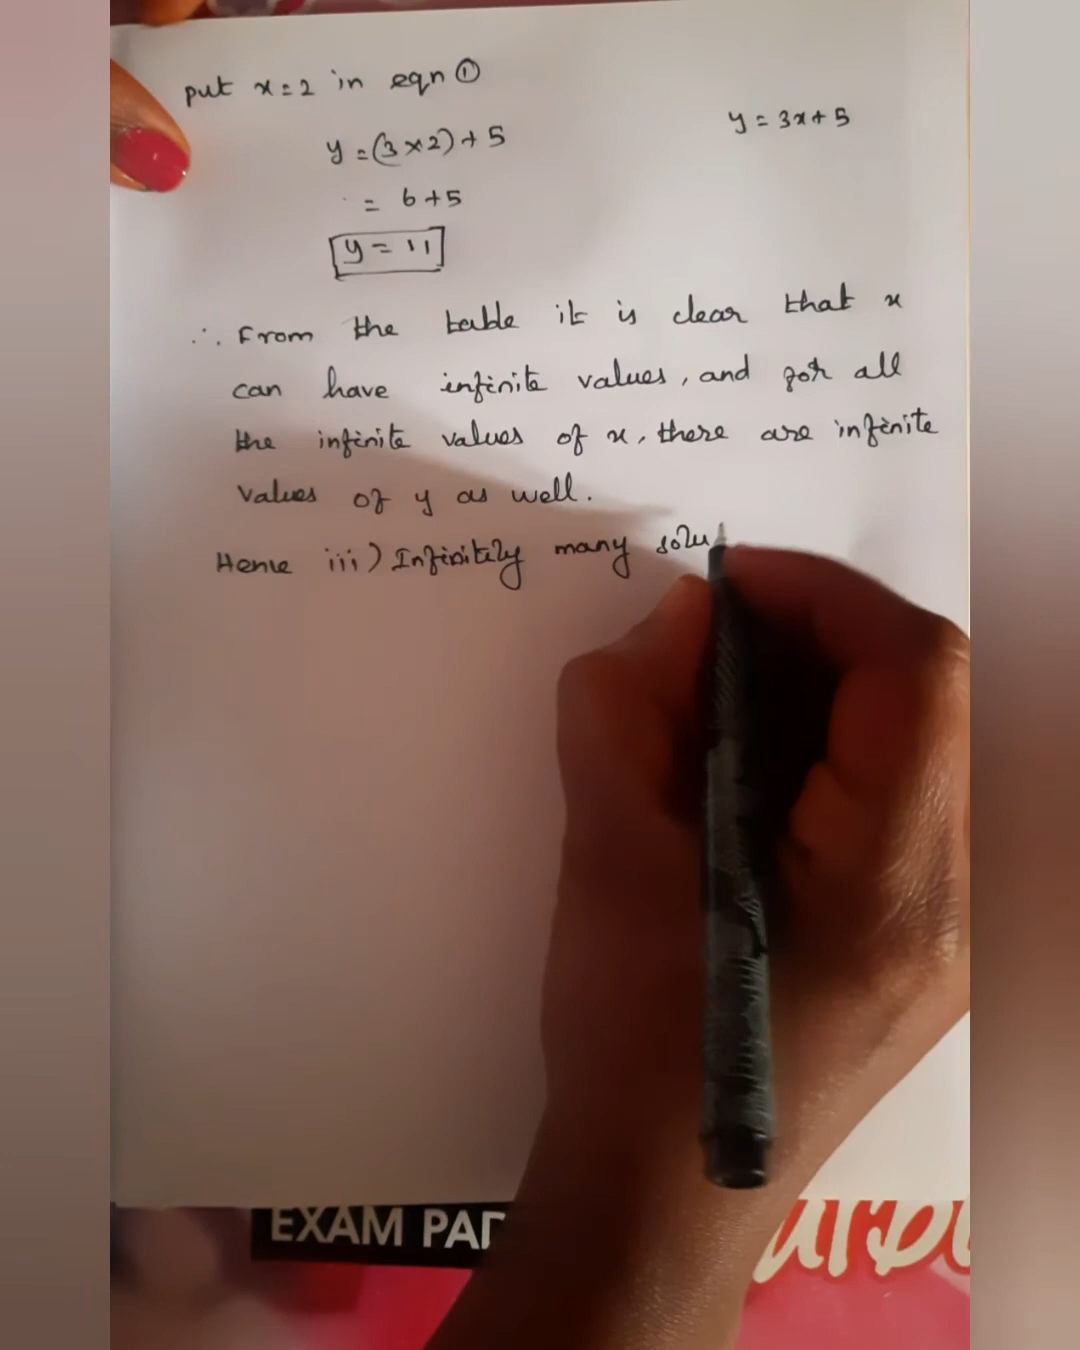 put x=2 in eqn ①
y = 3x+5
y = (3×2)+5
= 6+5
y = 11
∴ From the table it is clear that x
can have infinite values, and for all
the infinite values of x, there are infinite
values of y as well.
Hence iii) Infinitely many solu
EXAM PAD